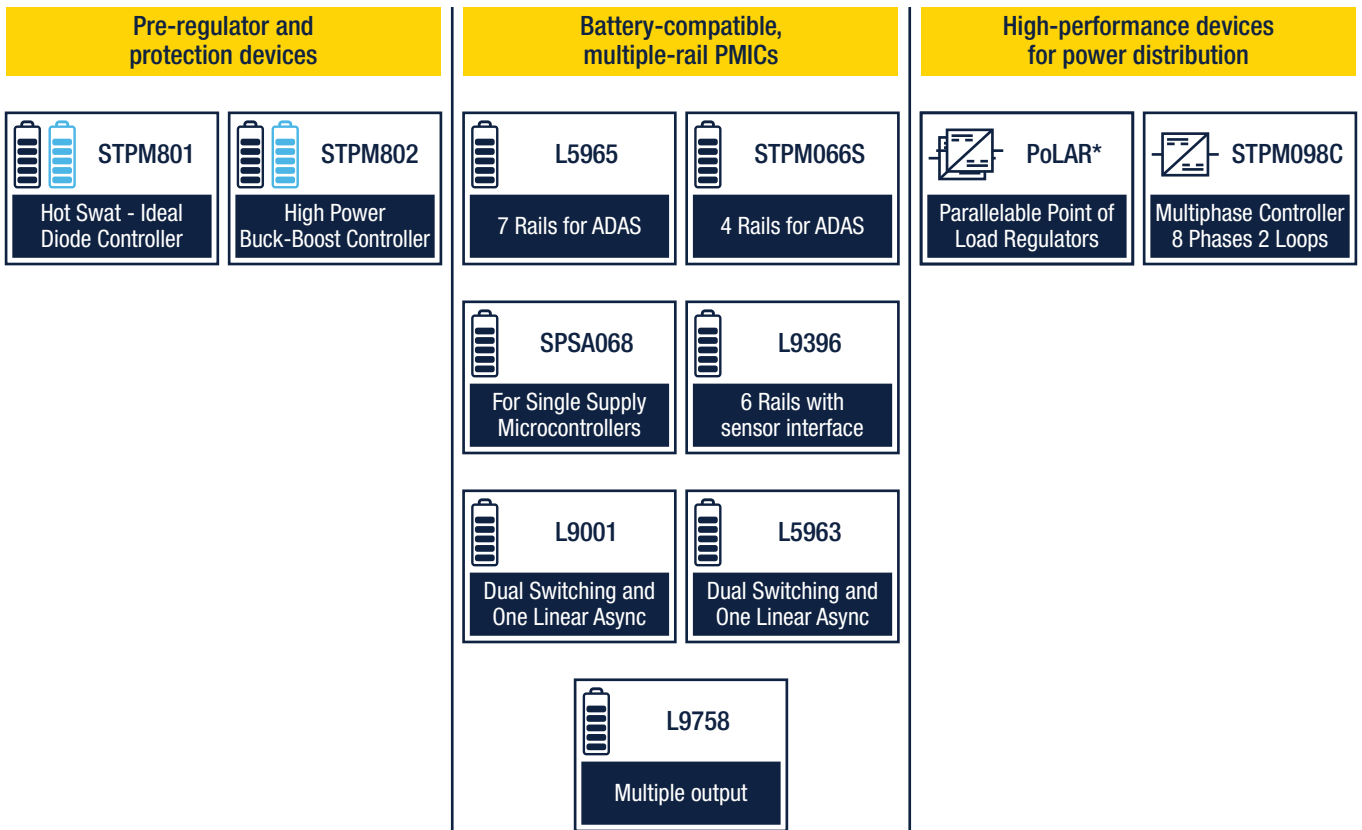 Pre-regulator and
protection devices
STPM801
Hot Swat - Ideal
Diode Controller
STPM802
High Power
Buck-Boost Controller
Battery-compatible,
multiple-rail PMICs
L5965
7 Rails for ADAS
STPM066S
4 Rails for ADAS
SPSA068
For Single Supply
Microcontrollers
L9396
6 Rails with
sensor interface
L9001
Dual Switching and
One Linear Async
L5963
Dual Switching and
One Linear Async
L9758
Multiple output
High-performance devices
for power distribution
PoLAR*
Parallelable Point of
Load Regulators
STPM098C
Multiphase Controller
8 Phases 2 Loops